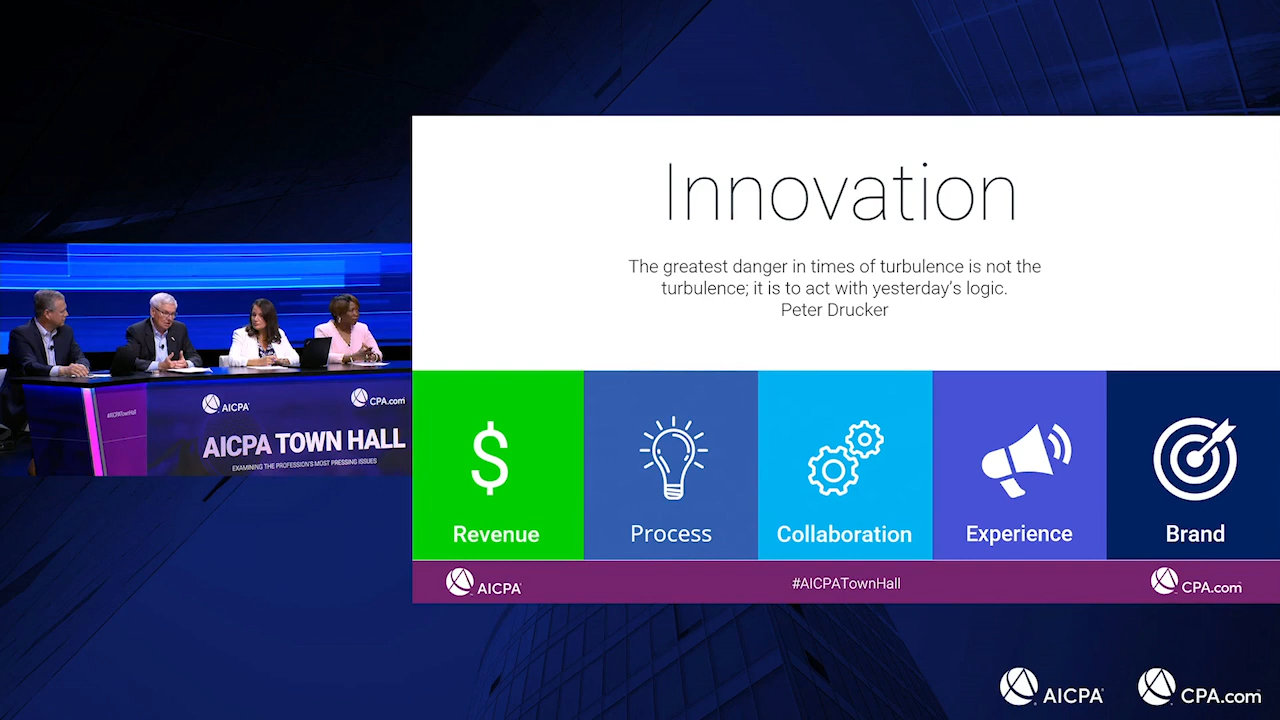 Innovation
The greatest danger in times of turbulence is not the
turbulence; it is to act with yesterday's logic.
Peter Drucker
Revenue
Process
Collaboration
Experience
Brand
AICPA
#AICPATownHall
CPA.com
#AICPATownHall
AICPA
CPA.com
AICPA TOWN HALL
EXAMINING THE PROFESSION'S MOST PRESSING ISSUES
AICPA
CPA.com